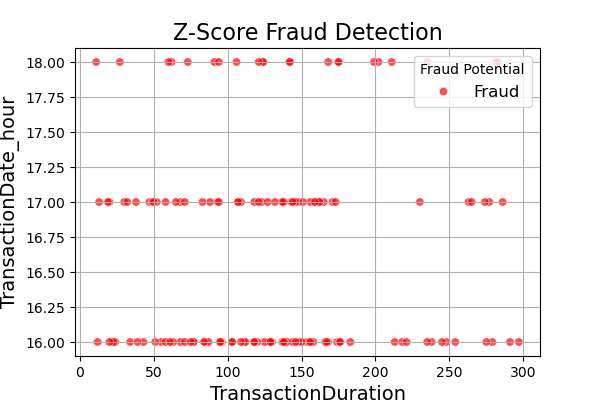 Z-Score Fraud Detection
TransactionDate_hour
18.00
17.75
17.50
17.25
17.00
16.75
16.50
16.25
16.00
Fraud Potential
Fraud
0 50 100 150 200 250 300
TransactionDuration